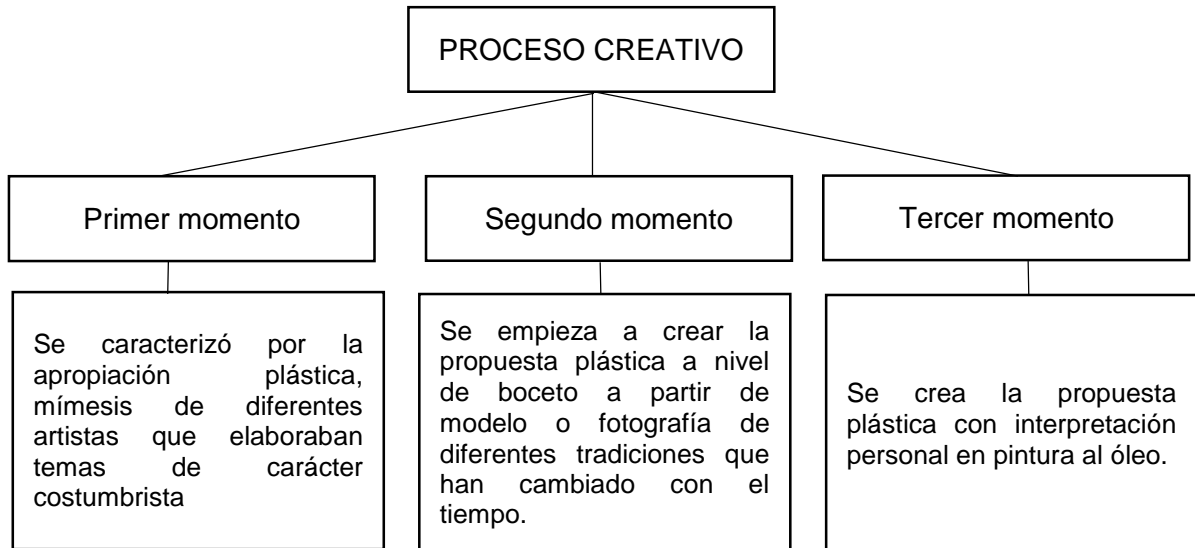 PROCESO CREATIVO
Primer momento
Segundo momento
Tercer momento
Se caracterizó por la
apropiación plástica,
mímesis de diferentes
artistas que elaboraban
temas de carácter
costumbrista
Se empieza a crear la
propuesta plástica a nivel
de boceto a partir de
modelo o fotografía de
diferentes tradiciones que
han cambiado con el
tiempo.
Se crea la propuesta
plástica con interpretación
personal en pintura al óleo.